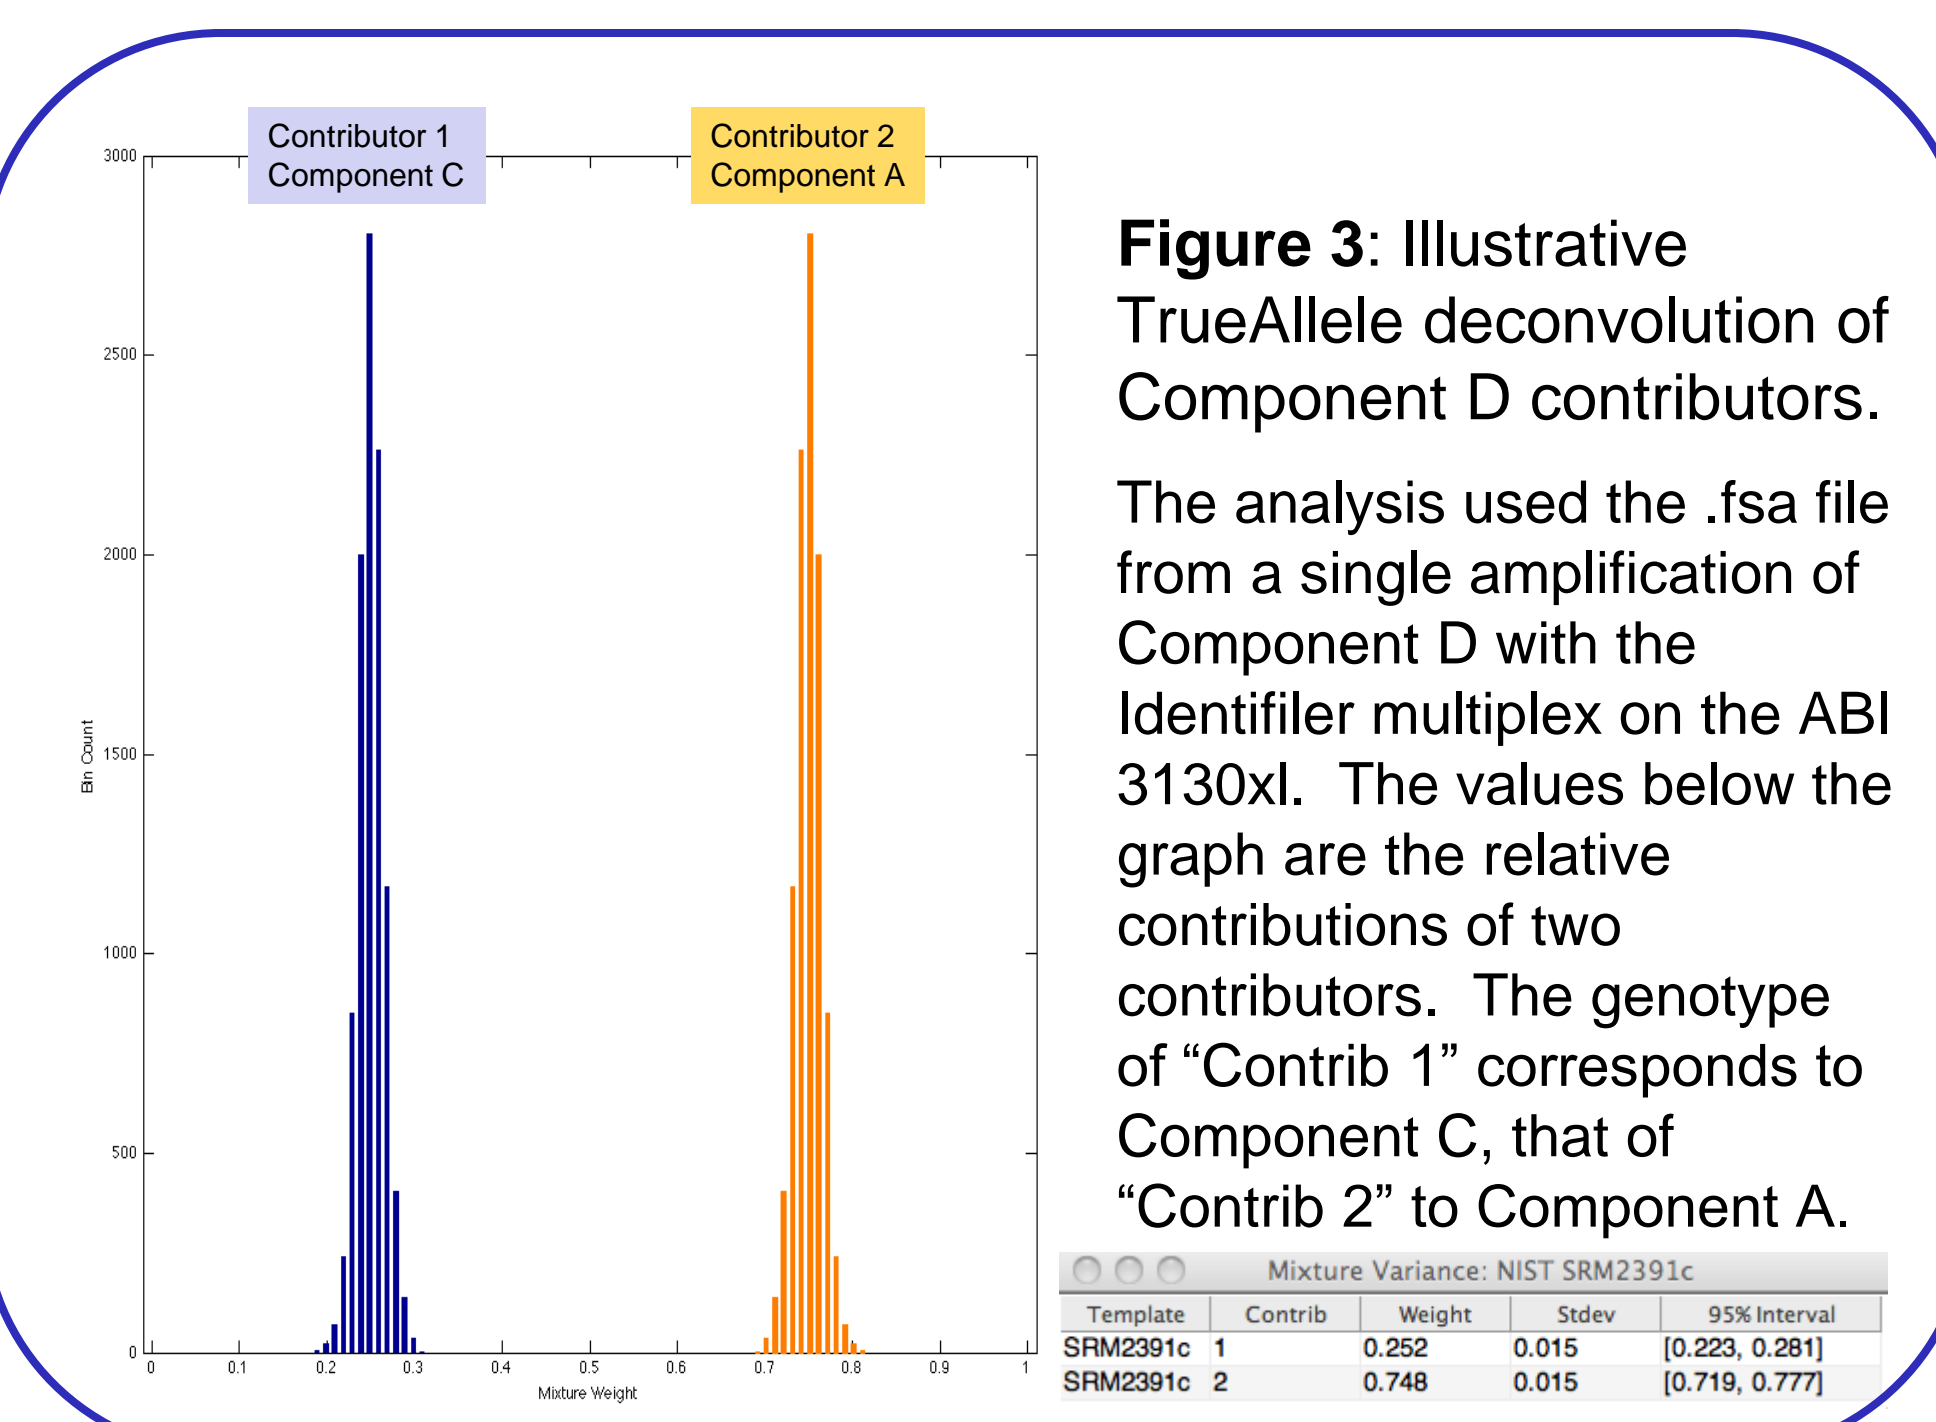 Contributor 1
Component C
Contributor 2
Component A
3000
2500
2000
1500
1000
500
0
Bin Count
0 0.1 0.2 0.3 0.4 0.5 0.6 0.7 0.8 0.9 1
Mixture Weight
Figure 3: Illustrative
TrueAllele deconvolution of
Component D contributors.
The analysis used the .fsa file
from a single amplification of
Component D with the
Identifiler multiplex on the ABI
3130xl. The values below the
graph are the relative
contributions of two
contributors. The genotype
of “Contrib 1” corresponds to
Component C, that of
“Contrib 2” to Component A.
Mixture Variance: NIST SRM2391c
Template Contrib Weight Stdev 95% Interval
SRM2391c 1 0.252 0.015 [0.223, 0.281]
SRM2391c 2 0.748 0.015 [0.719, 0.777]